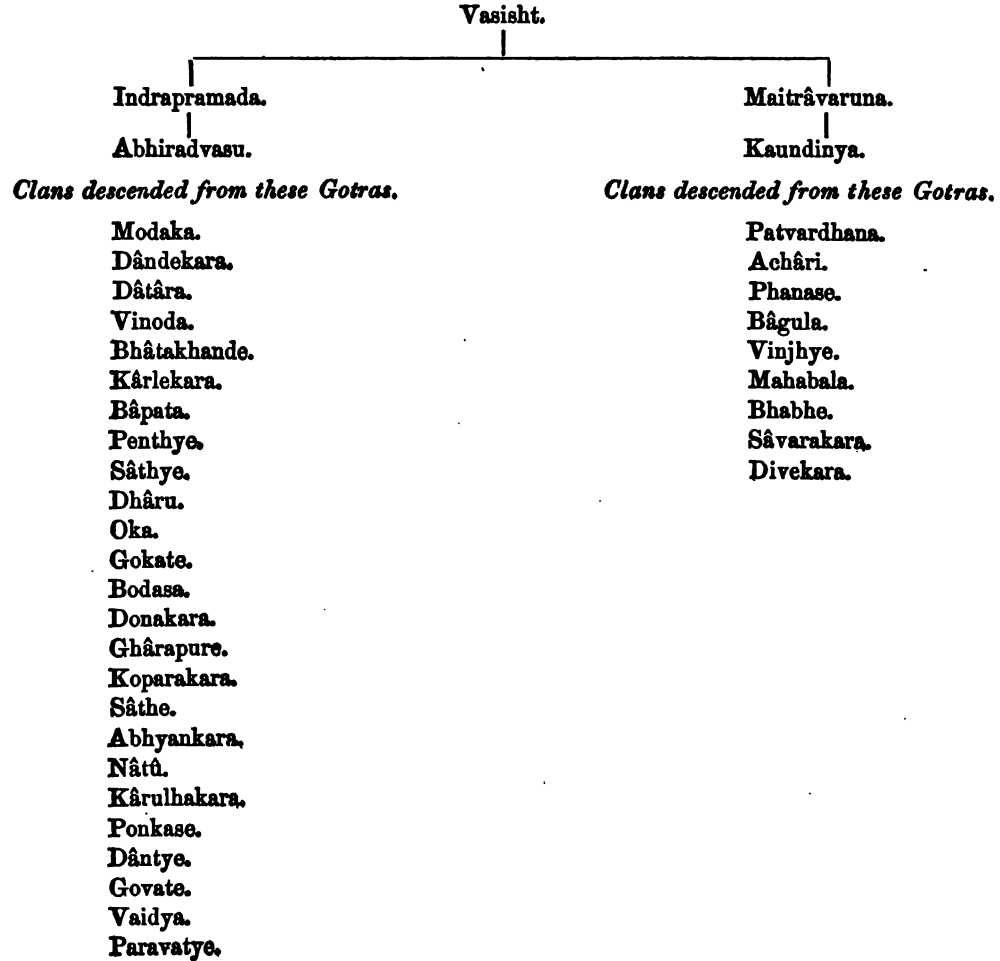 Vasisht.
Indrapramada.
Abhiradvasu.
Clans descended from these Gotras.
Modaka.
Dândekara.
Dâtâra.
Vinoda.
Bhâtakhande.
Kârlekara.
Bâpata.
Penthye.
Sâthye.
Dhâru.
Oka.
Gokate.
Bodasa.
Donakara.
Ghârapure.
Koparakara.
Sâthe.
Abhyankara.
Nâtû.
Kârulhakara.
Ponkase.
Dântye.
Govate.
Vaidya.
Paravatye.
Maitrâvaruna.
Kaundinya.
Clans descended from these Gotras.
Patvardhana.
Achâri.
Phanase.
Bâgula.
Vinjhye.
Mahabala.
Bhabhe.
Sâvarakara.
Divekara.